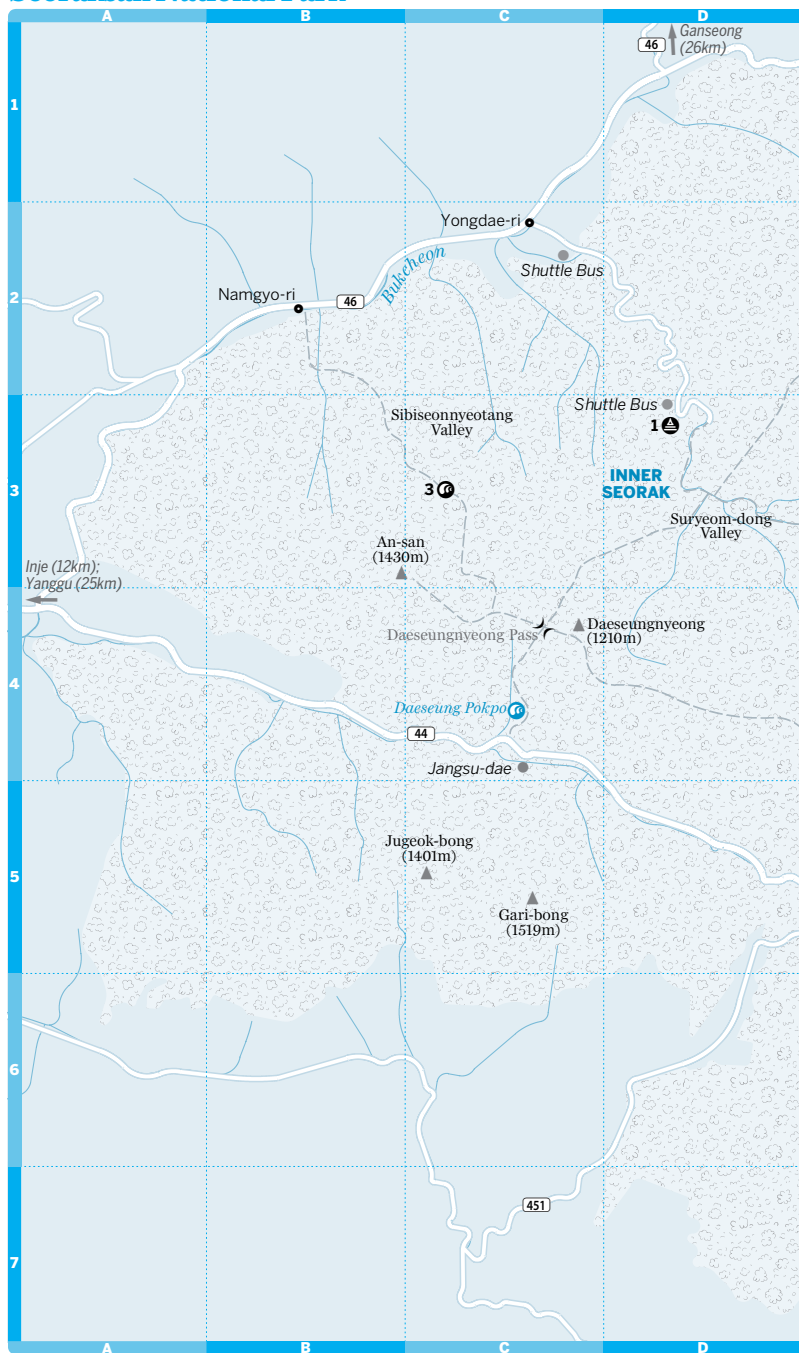 A
B
C
D
46
Ganseong
(26km)
1
Yongdae-ri
Shuttle Bus
Bukcheon
2
Namgyo-ri
46
Shuttle Bus
Sibiseonnyeotang
Valley
1
INNER
SEORAK
3
3
Suryeom-dong
Valley
An-san
(1430m)
Inje (12km);
Yanggu (25km)
Daeseungnyeong
(1210m)
Daeseungnyeong Pass
4
Daeseung Pokpo
44
Jangsu-dae
Jugeok-bong
(1401m)
5
Gari-bong
(1519m)
6
451
7
A
B
C
D